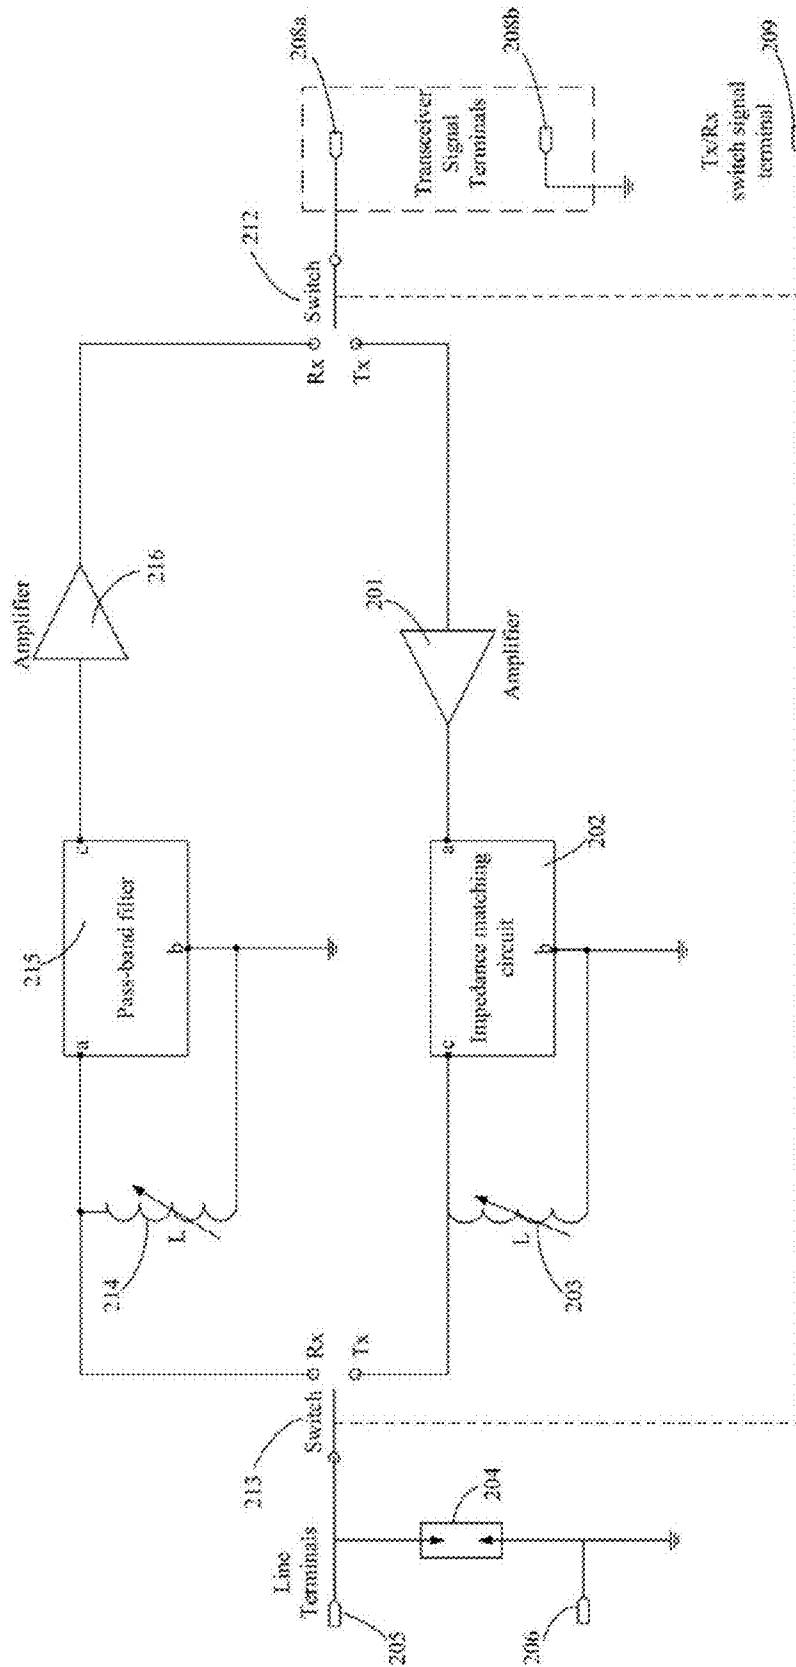 Line
Terminals
205
206
204
213
Switch
Rx
Tx
214
L
203
L
215
a
Pass-band filter
b
c
c
Impedance matching
circuit
b
a
202
Amplifier
216
201
Amplifier
Rx
Tx
Switch
212
208a
Transceiver
Signal
Terminals
208b
Tx/Rx
switch signal
terminal
209